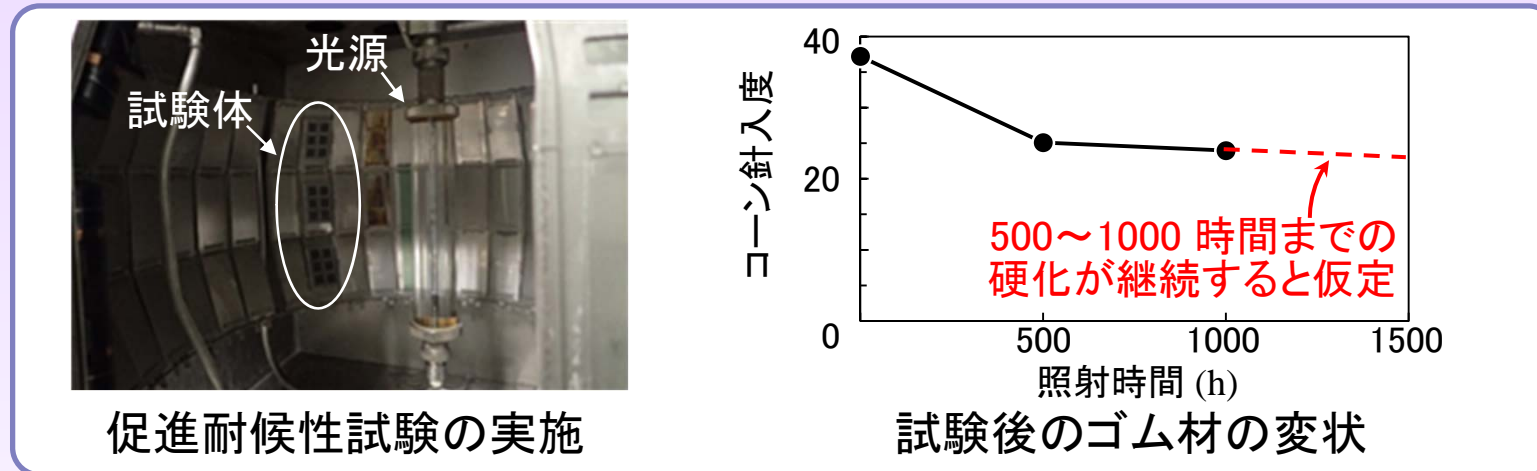 光源
試験体
促進耐候性試験の実施
40
20
0
コーン針入度
500~1000 時間までの
硬化が継続すると仮定
500
1000
1500
照射時間 (h)
試験後のゴム材の変状